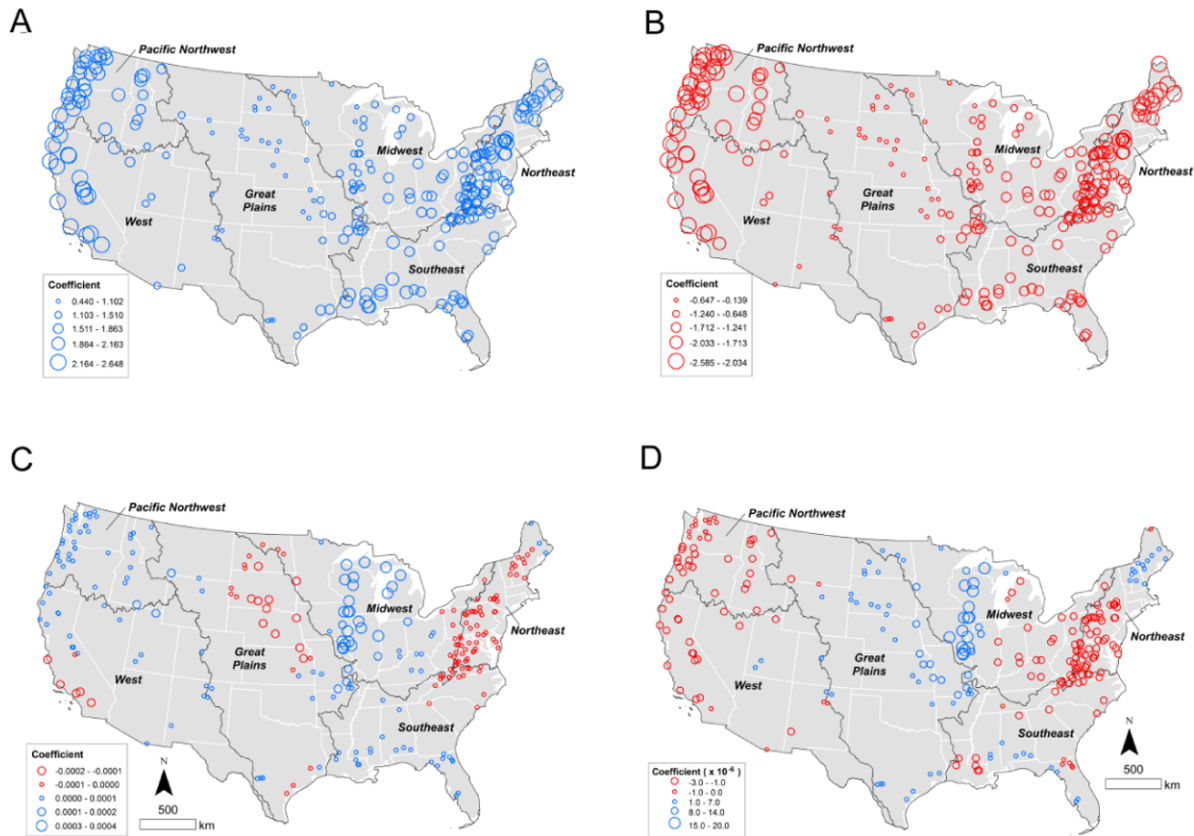 A
Pacific Northwest
Midwest
Northeast
Great
Plains
West
Southeast
Coefficient
0.440 - 1.102
1.103 - 1.510
1.511 - 1.863
1.864 - 2.163
2.164 - 2.648
B
Pacific Northwest
Midwest
Northeast
Great
Plains
West
Southeast
Coefficient
-0.647 - -0.139
-1.240 - -0.648
-1.712 - -1.241
-2.033 - -1.713
-2.585 - -2.034
C
Pacific Northwest
Midwest
Northeast
Great
Plains
West
Southeast
Coefficient
-0.0002 - -0.0001
-0.0001 - 0.0000
0.0000 - 0.0001
0.0001 - 0.0002
0.0003 - 0.0004
N
500
km
D
Pacific Northwest
Midwest
Northeast
Great
Plains
West
Southeast
Coefficient ( x 10⁻⁶)
-3.0 - -1.0
-1.0 - 0.0
1.0 - 7.0
8.0 - 14.0
15.0 - 20.0
N
500
km